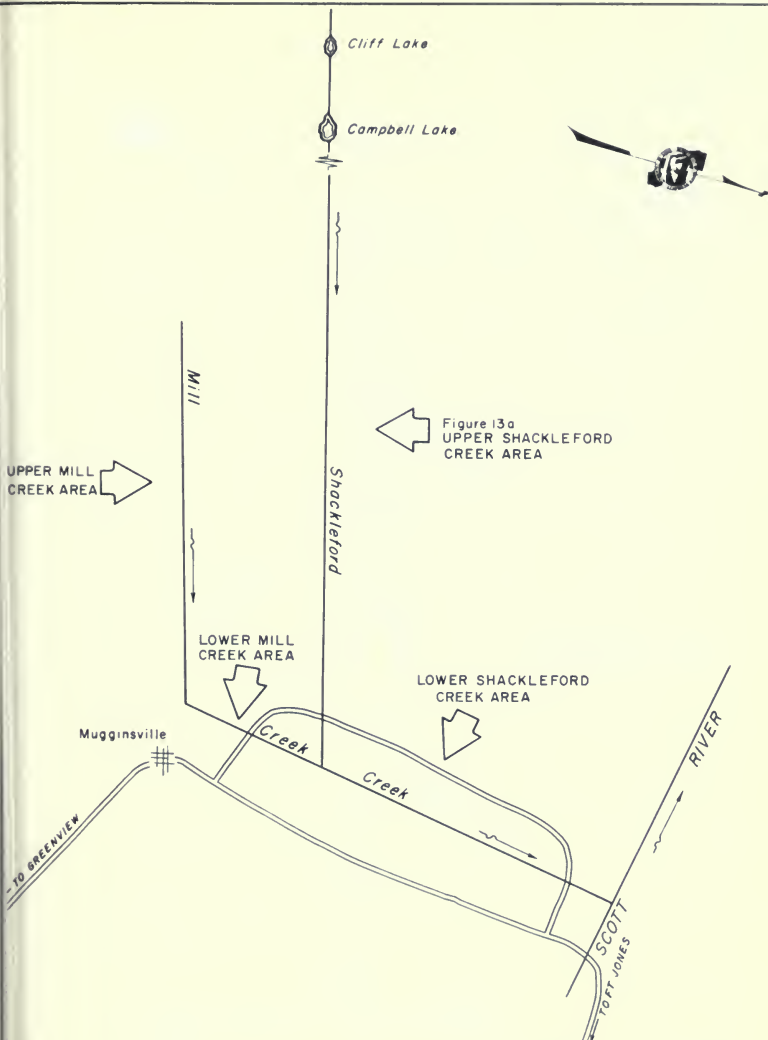 Cliff Lake
Campbell Lake
Mill
Figure 13a
UPPER SHACKLEFORD
CREEK AREA
UPPER MILL
CREEK AREA
Shackleford
LOWER MILL
CREEK AREA
LOWER SHACKLEFORD
CREEK AREA
Mugginsville
Creek
Creek
RIVER
TO GREENVIEW
SCOTT
TO FT JONES